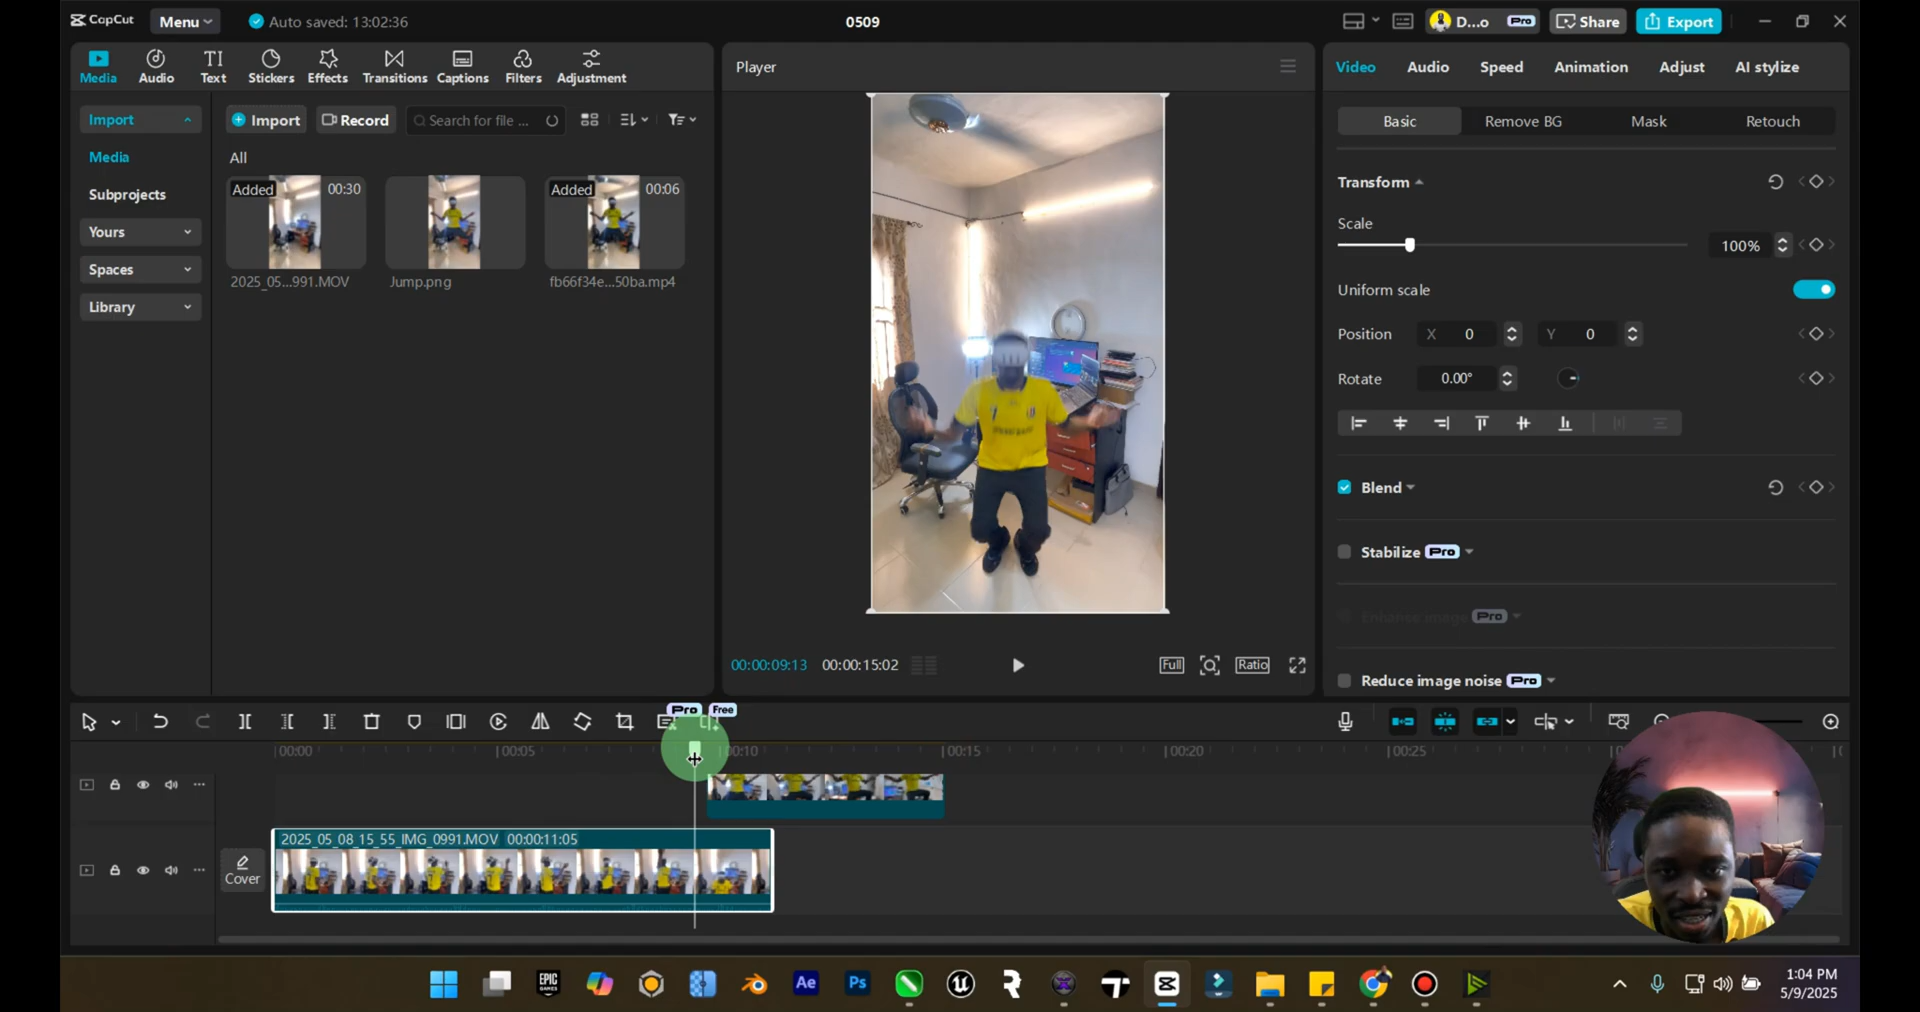 CapCut
Menu
Auto saved: 13:02:36
0509
D...o
Pro
Share
Export
Media
Audio
Text
Stickers
Effects
Transitions
Captions
Filters
Adjustment
Import
Media
Subprojects
Yours
Spaces
Library
Import
Record
Search for file ...
All
Added
00:30
2025_05...991.MOV
Jump.png
Added
00:06
fb66f34e...50ba.mp4
Player
00:00:09:13
00:00:15:02
Full
Ratio
Video
Audio
Speed
Animation
Adjust
AI stylize
Basic
Remove BG
Mask
Retouch
Transform
Scale
100%
Uniform scale
Position
X 0
Y 0
Rotate
0.00°
Blend
Stabilize Pro
Enhance image Pro
Reduce image noise Pro
Pro
Free
00:00
00:05
00:10
00:15
00:20
00:25
2025_05_08_15_55_IMG_0991.MOV 00:00:11:05
Cover
EPIC
GAMES
Ae
Ps
1:04 PM
5/9/2025